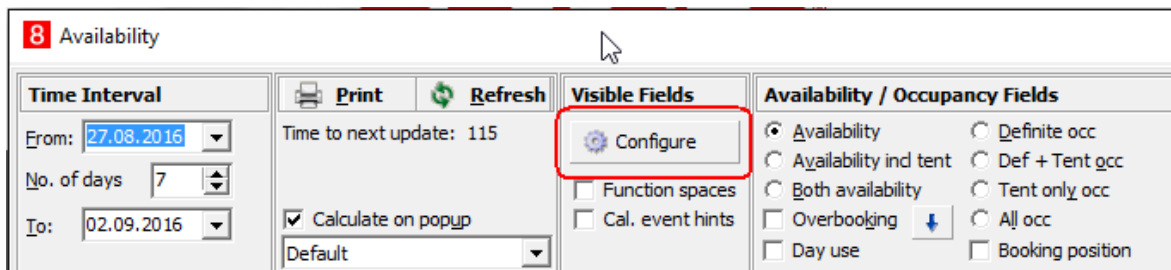 8 Availability
Time Interval
From: 27.08.2016
No. of days 7
To: 02.09.2016
Print Refresh
Time to next update: 115
Calculate on popup
Default
Visible Fields
Configure
Function spaces
Cal. event hints
Availability / Occupancy Fields
Availability Definite occ
Availability incl tent Def + Tent occ
Both availability Tent only occ
Overbooking All occ
Day use Booking position